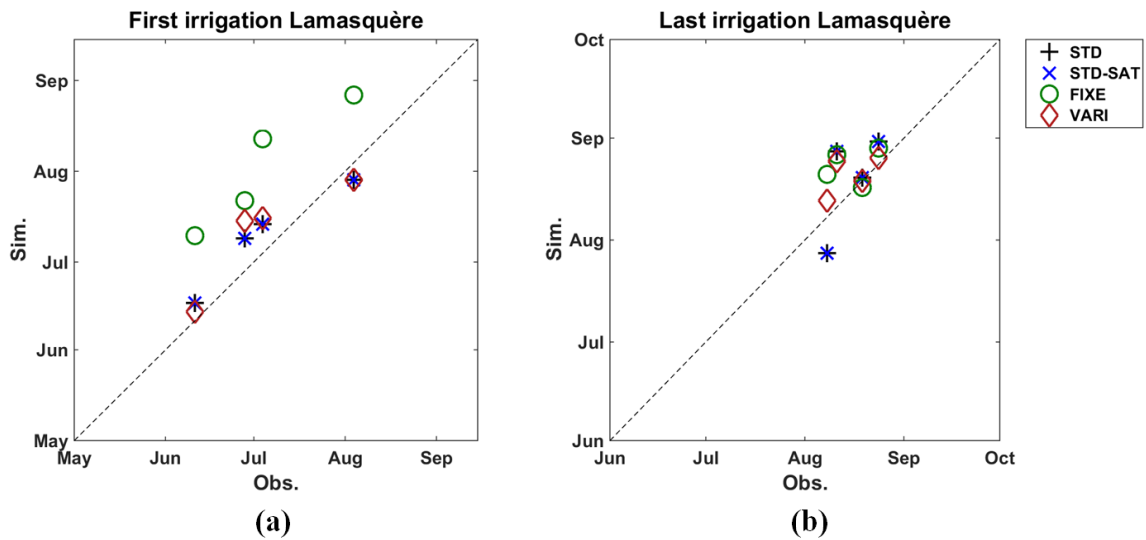 First irrigation Lamasquère
Sep
Aug
Jul
Jun
May
Sim.
May Jun Jul Aug Sep
Obs.
(a)
Last irrigation Lamasquère
Oct
Sep
Aug
Jul
Jun
Sim.
Jun Jul Aug Sep Oct
Obs.
(b)
STD
STD-SAT
FIXE
VARI